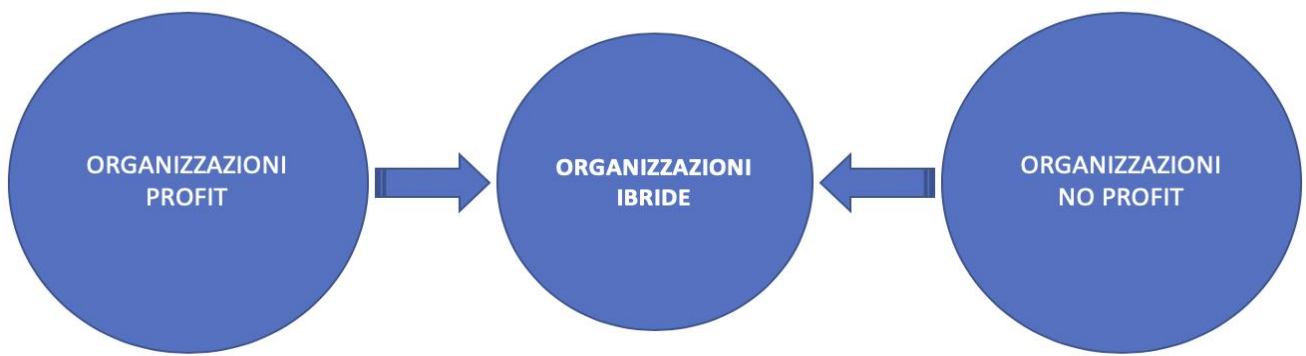 ORGANIZZAZIONI
PROFIT
ORGANIZZAZIONI
IBRIDE
ORGANIZZAZIONI
NO PROFIT